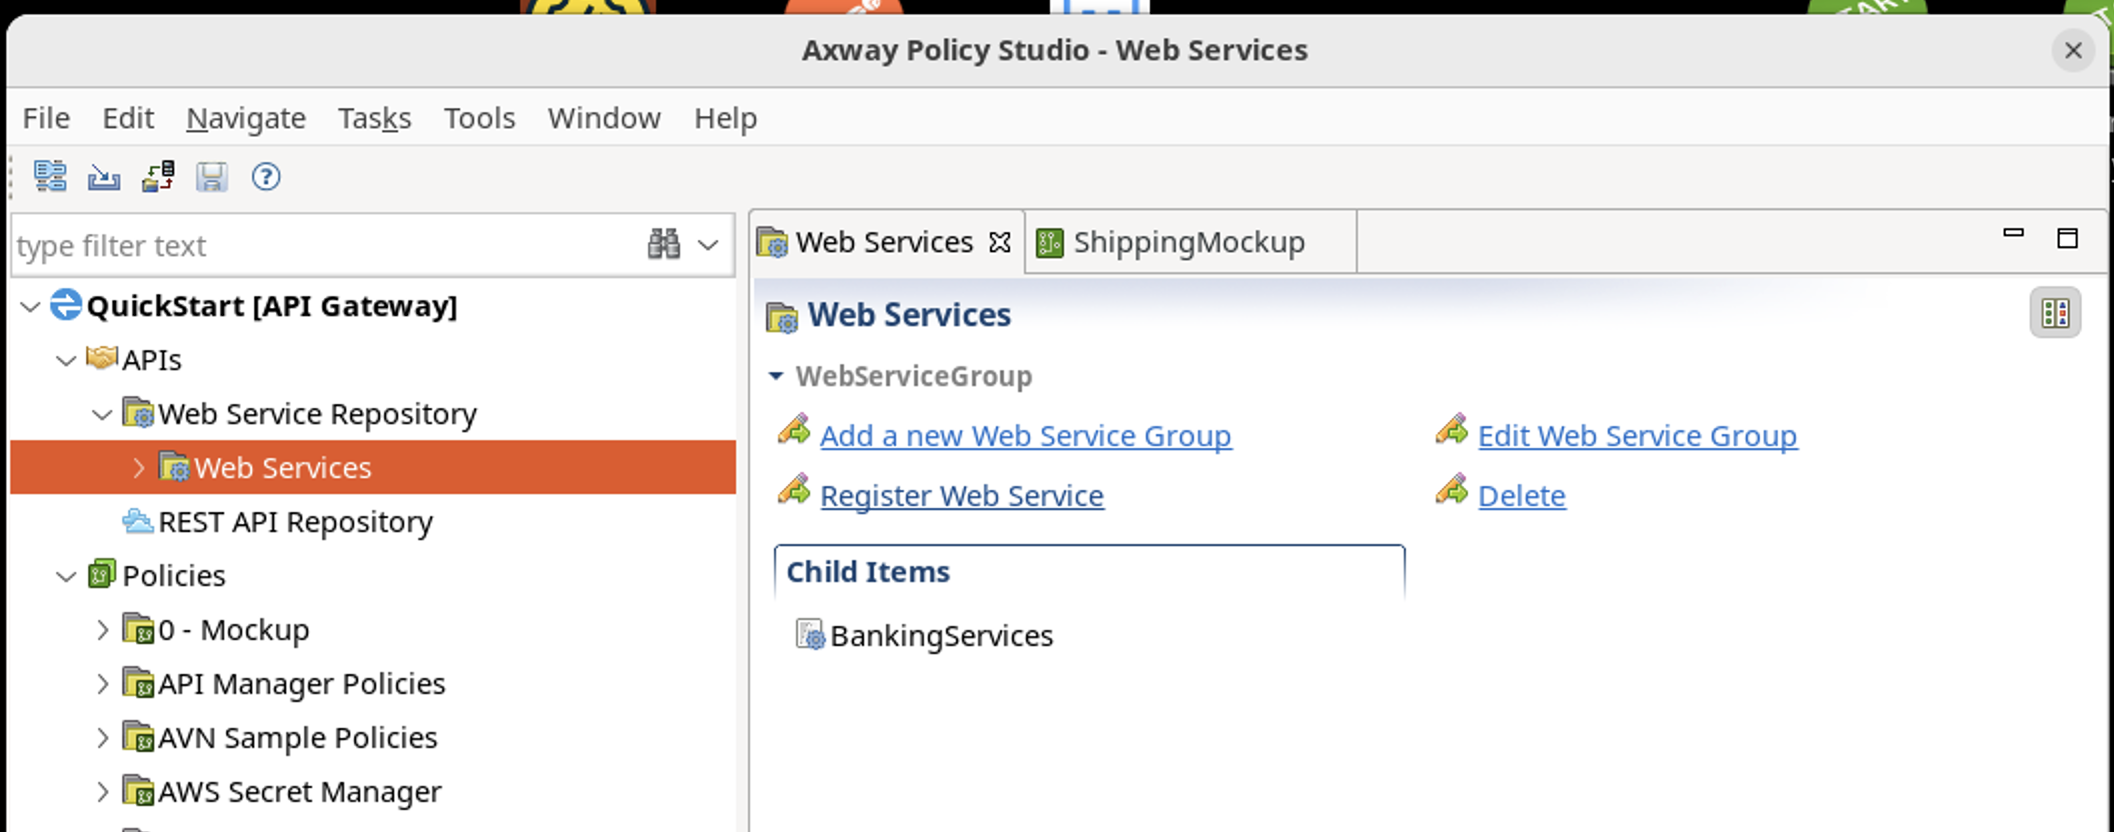 Axway Policy Studio - Web Services
File Edit Navigate Tasks Tools Window Help
type filter text
QuickStart [API Gateway]
APIs
Web Service Repository
Web Services
REST API Repository
Policies
0 - Mockup
API Manager Policies
AVN Sample Policies
AWS Secret Manager
Web Services
ShippingMockup
Web Services
WebServiceGroup
Add a new Web Service Group
Edit Web Service Group
Register Web Service
Delete
Child Items
BankingServices